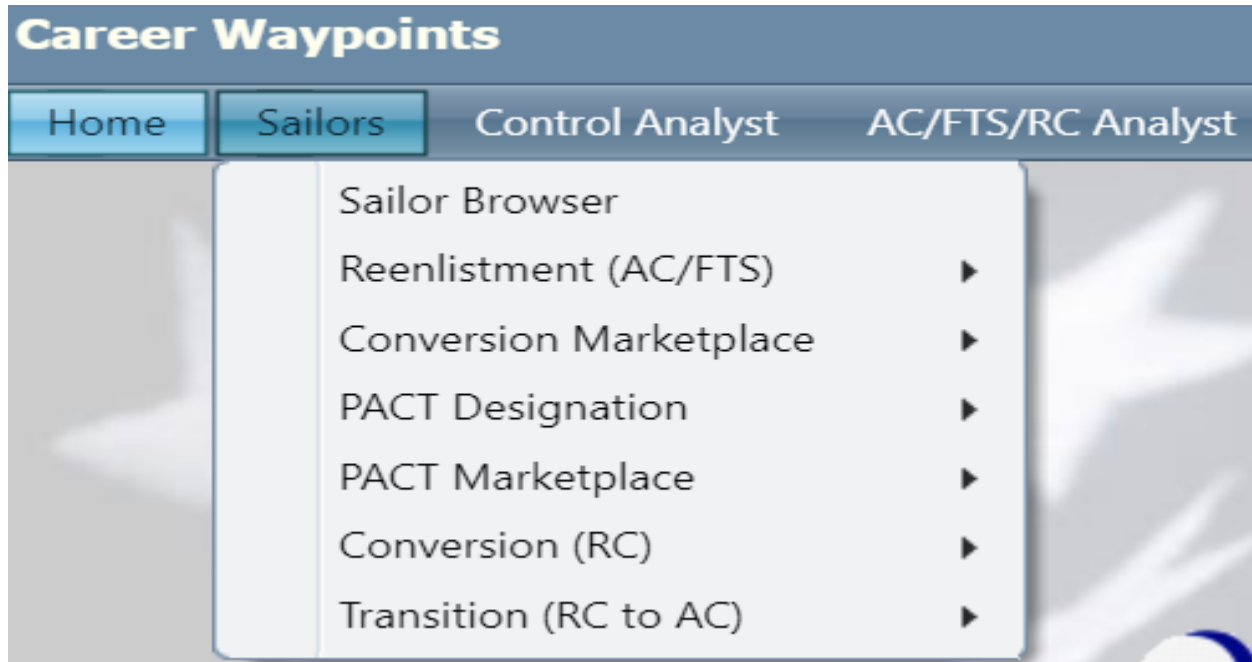 Career Waypoints
Home Sailors Control Analyst AC/FTS/RC Analyst
Sailor Browser
Reenlistment (AC/FTS)
Conversion Marketplace
PACT Designation
PACT Marketplace
Conversion (RC)
Transition (RC to AC)